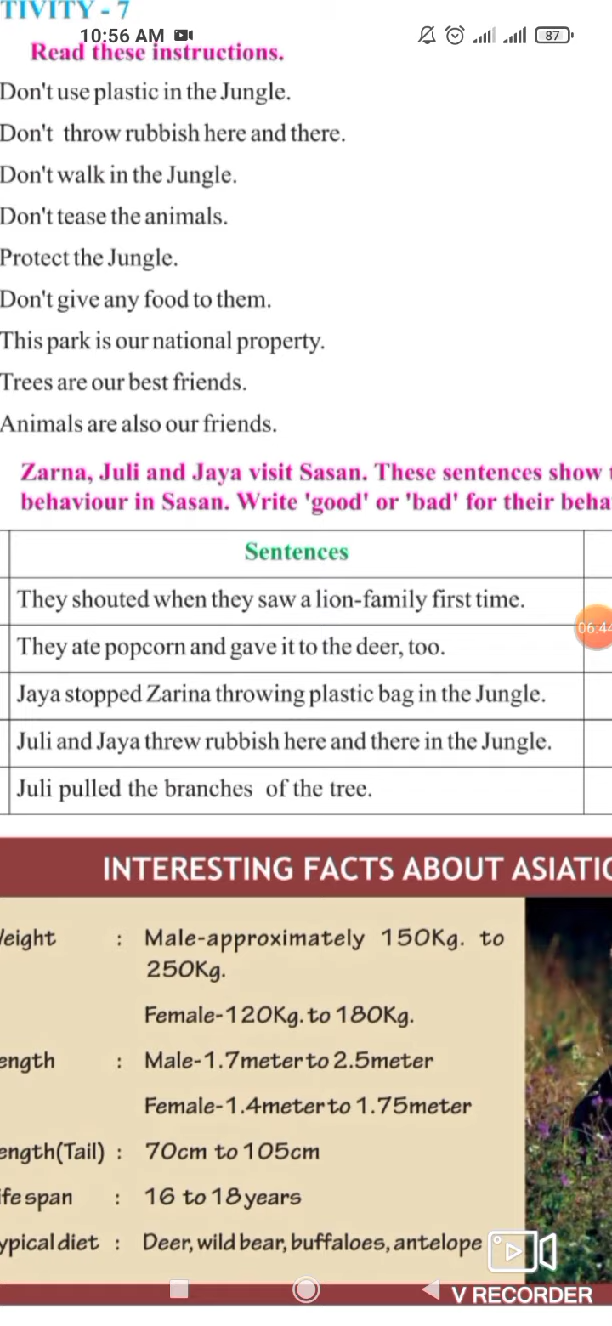 TIVITY - 7
10:56 AM
87
Read these instructions.
Don't use plastic in the Jungle.
Don't throw rubbish here and there.
Don't walk in the Jungle.
Don't tease the animals.
Protect the Jungle.
Don't give any food to them.
This park is our national property.
Trees are our best friends.
Animals are also our friends.
Zarna, Juli and Jaya visit Sasan. These sentences show t
behaviour in Sasan. Write 'good' or 'bad' for their beha
Sentences
They shouted when they saw a lion-family first time.
06:44
They ate popcorn and gave it to the deer, too.
Jaya stopped Zarina throwing plastic bag in the Jungle.
Juli and Jaya threw rubbish here and there in the Jungle.
Juli pulled the branches of the tree.
INTERESTING FACTS ABOUT ASIATIC
Weight : Male-approximately 150Kg. to
250Kg.
Female-120Kg. to 180Kg.
ength : Male-1.7meter to 2.5meter
Female-1.4meter to 1.75meter
ength(Tail) : 70cm to 105cm
ife span : 16 to 18 years
ypical diet : Deer, wild bear, buffaloes, antelope
V RECORDER